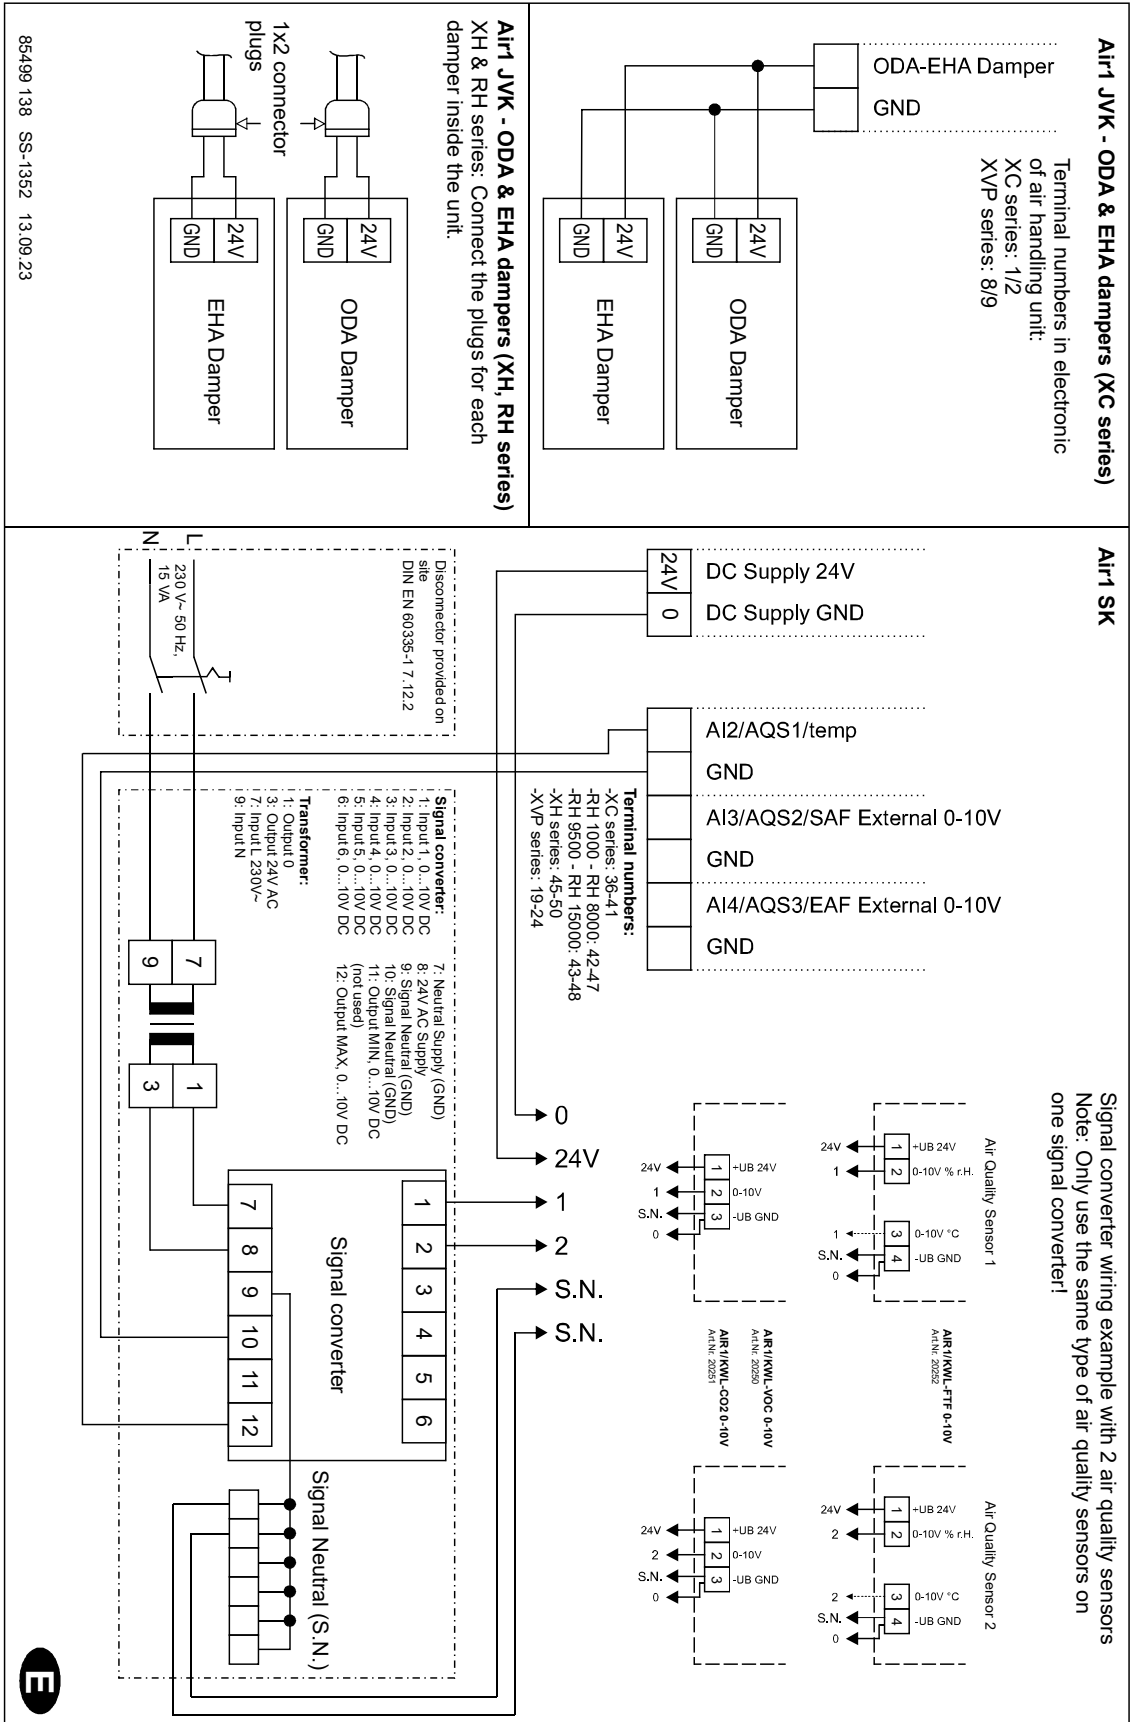 Air1 JVK - ODA & EHA dampers (XC series)
ODA-EHA Damper
GND
Terminal numbers in electronic
of air handling unit:
XC series: 1/2
XVP series: 8/9
24V
GND
ODA Damper
24V
GND
EHA Damper
Air1 JVK - ODA & EHA dampers (XH, RH series)
XH & RH series: Connect the plugs for each
damper inside the unit.
1x2 connector
plugs
24V
GND
ODA Damper
24V
GND
EHA Damper
85499 138 SS-1352 13.09.23
Air1 SK
Signal converter wiring example with 2 air quality sensors
Note: Only use the same type of air quality sensors on
one signal converter!
24V
0
DC Supply 24V
DC Supply GND
AI2/AQS1/temp
GND
AI3/AQS2/SAF External 0-10V
GND
AI4/AQS3/EAF External 0-10V
GND
Terminal numbers:
-XC series: 36-41
-RH 1000 - RH 8000: 42-47
-RH 9500 - RH 15000: 43-48
-XH series: 45-50
-XVP series: 19-24
Air Quality Sensor 1
24V
1
1
S.N.
0
1
2
3
4
+UB 24V
0-10V % r.H.
0-10V °C
-UB GND
AIR1/KWL-FTF 0-10V
Art.Nr. 20252
Air Quality Sensor 2
24V
2
2
S.N.
0
1
2
3
4
+UB 24V
0-10V % r.H.
0-10V °C
-UB GND
24V
1
S.N.
0
1
2
3
+UB 24V
0-10V
-UB GND
AIR1/KWL-VOC 0-10V
Art.Nr. 20250
AIR1/KWL-CO2 0-10V
Art.Nr. 20251
24V
2
S.N.
0
1
2
3
+UB 24V
0-10V
-UB GND
0
24V
1
2
S.N.
S.N.
Disconnector provided on
site
DIN EN 60335-1 7.12.2
L
N
230 V~ 50 Hz,
15 VA
Signal converter:
1: Input 1, 0...10V DC
2: Input 2, 0...10V DC
3: Input 3, 0...10V DC
4: Input 4, 0...10V DC
5: Input 5, 0...10V DC
6: Input 6, 0...10V DC
7: Neutral Supply (GND)
8: 24V AC Supply
9: Signal Neutral (GND)
10: Signal Neutral (GND)
11: Output MIN, 0...10V DC
(not used)
12: Output MAX, 0...10V DC
Transformer:
1: Output 0
3: Output 24V AC
7: Input L 230V~
9: Input N
7
9
1
3
1
2
3
4
5
6
Signal converter
7
8
9
10
11
12
Signal Neutral (S.N.)
E